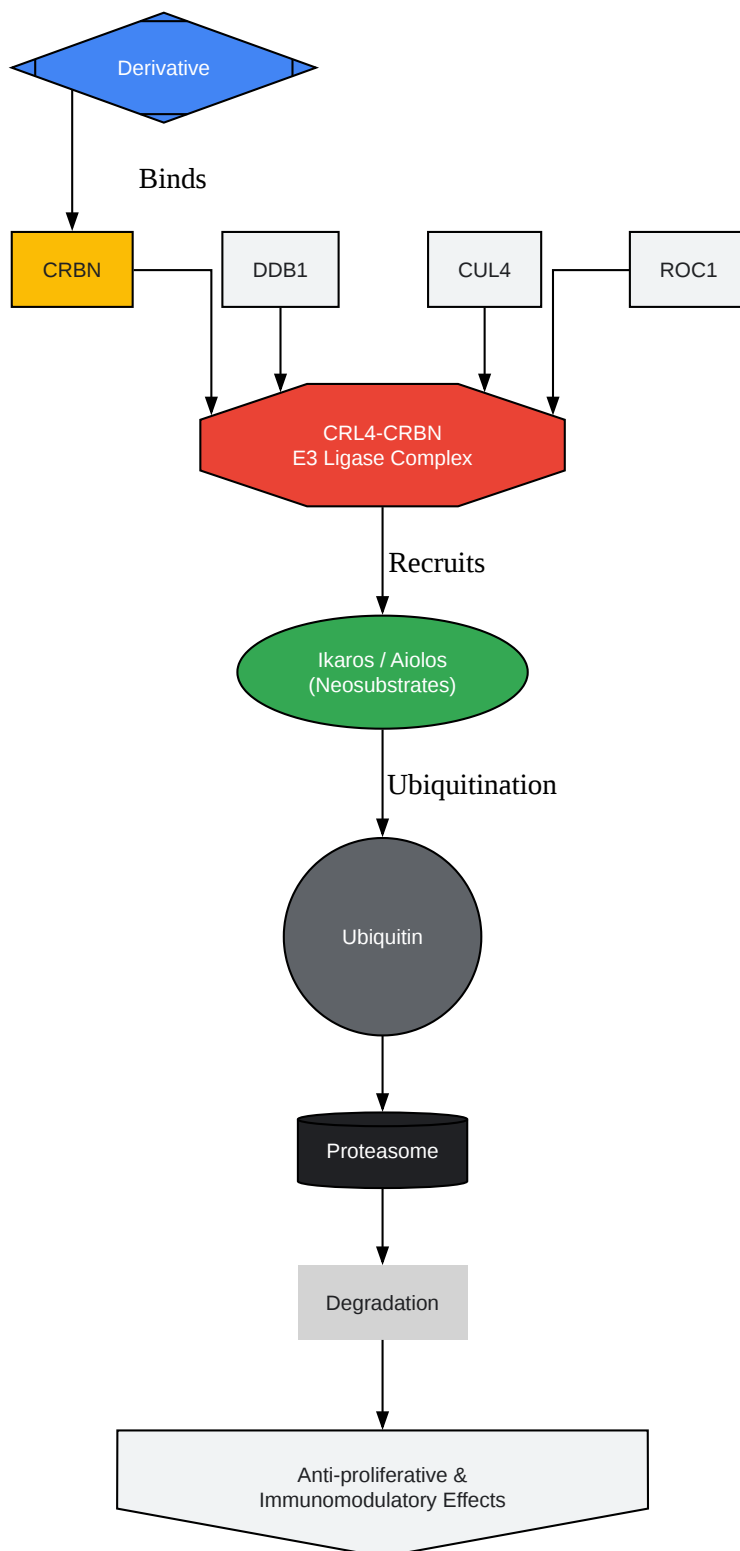 Derivative
Binds
CRBN
DDB1
CUL4
ROC1
CRL4-CRBN
E3 Ligase Complex
Recruits
Ikaros / Aiolos
(Neosubstrates)
Ubiquitination
Ubiquitin
Proteasome
Degradation
Anti-proliferative &
Immunomodulatory Effects